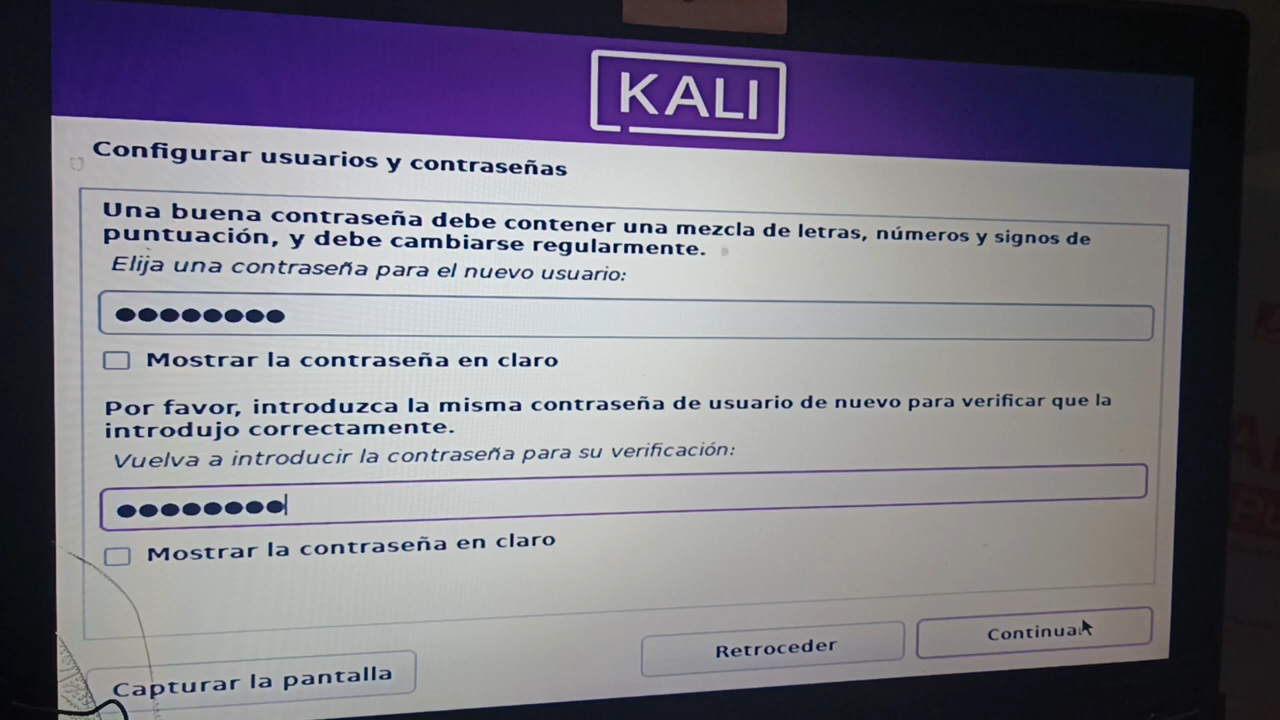 KALI
Configurar usuarios y contraseñas
Una buena contraseña debe contener una mezcla de letras, números y signos de
puntuación, y debe cambiarse regularmente.
Elija una contraseña para el nuevo usuario:
●●●●●●●●
Mostrar la contraseña en claro
Por favor, introduzca la misma contraseña de usuario de nuevo para verificar que la
introdujo correctamente.
Vuelva a introducir la contraseña para su verificación:
●●●●●●●●
Mostrar la contraseña en claro
Retroceder
Continuar
Capturar la pantalla